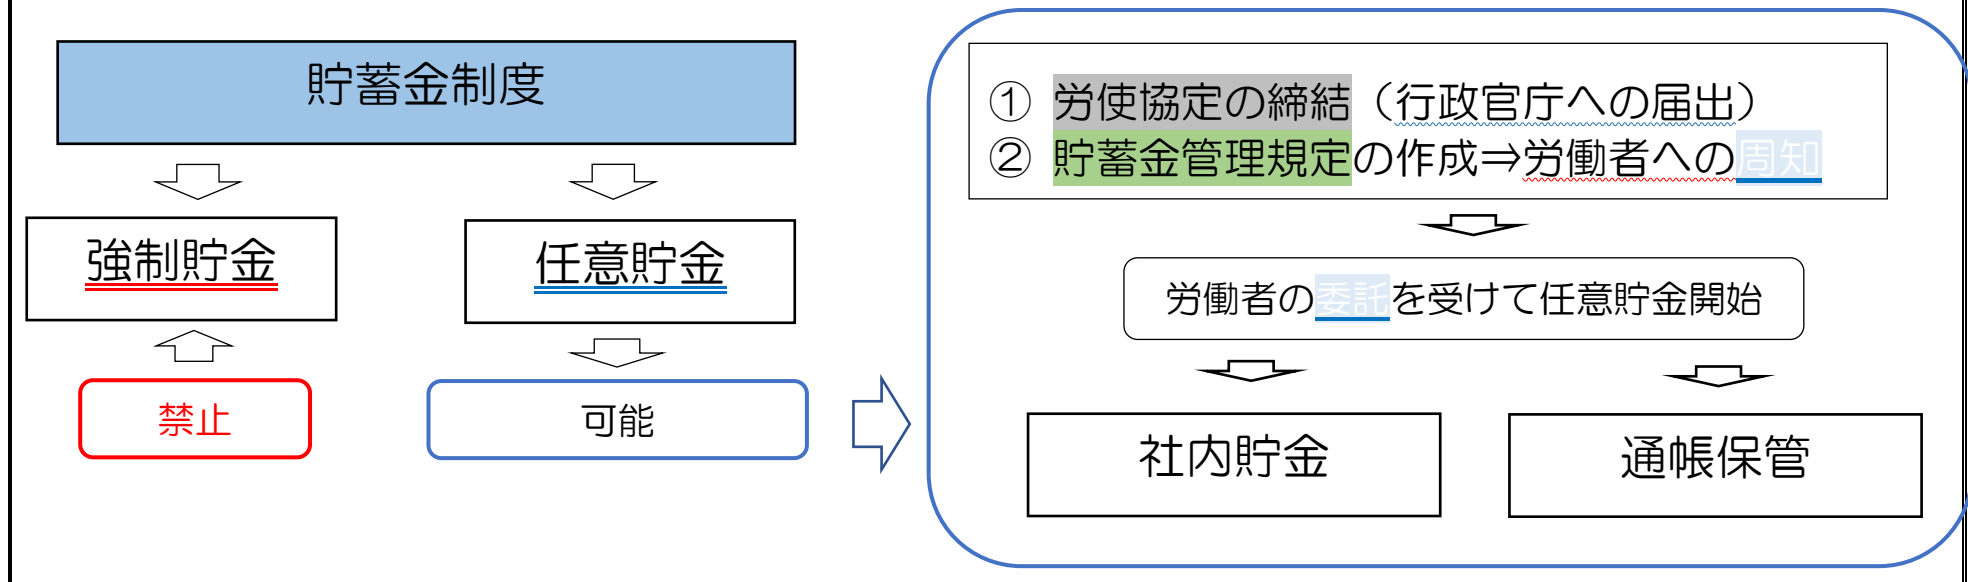 貯蓄金制度
強制貯金
任意貯金
禁止
可能
① 労使協定の締結（行政官庁への届出）
② 貯蓄金管理規定の作成⇒労働者への周知
労働者の委託を受けて任意貯金開始
社内貯金
通帳保管